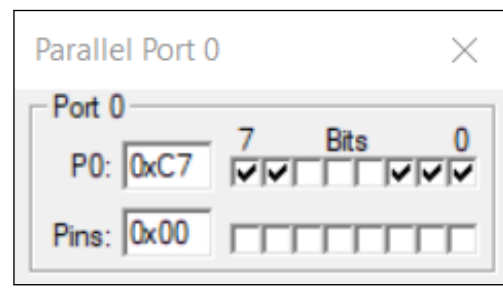 Parallel Port 0
Port 0
7 Bits 0
P0: 0xC7
Pins: 0x00